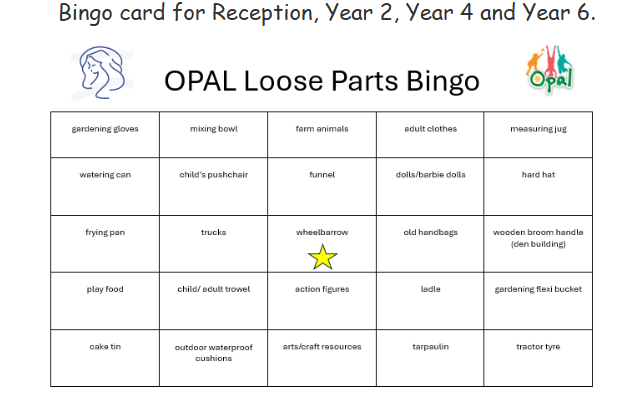 Bingo card for Reception, Year 2, Year 4 and Year 6.
OPAL Loose Parts Bingo
Opal
gardening gloves
mixing bowl
farm animals
adult clothes
measuring jug
watering can
child's pushchair
funnel
dolls/barbie dolls
hard hat
frying pan
trucks
wheelbarrow
old handbags
wooden broom handle
(den building)
play food
child/ adult trowel
action figures
ladle
gardening flexi bucket
cake tin
outdoor waterproof
cushions
arts/craft resources
tarpaulin
tractor tyre